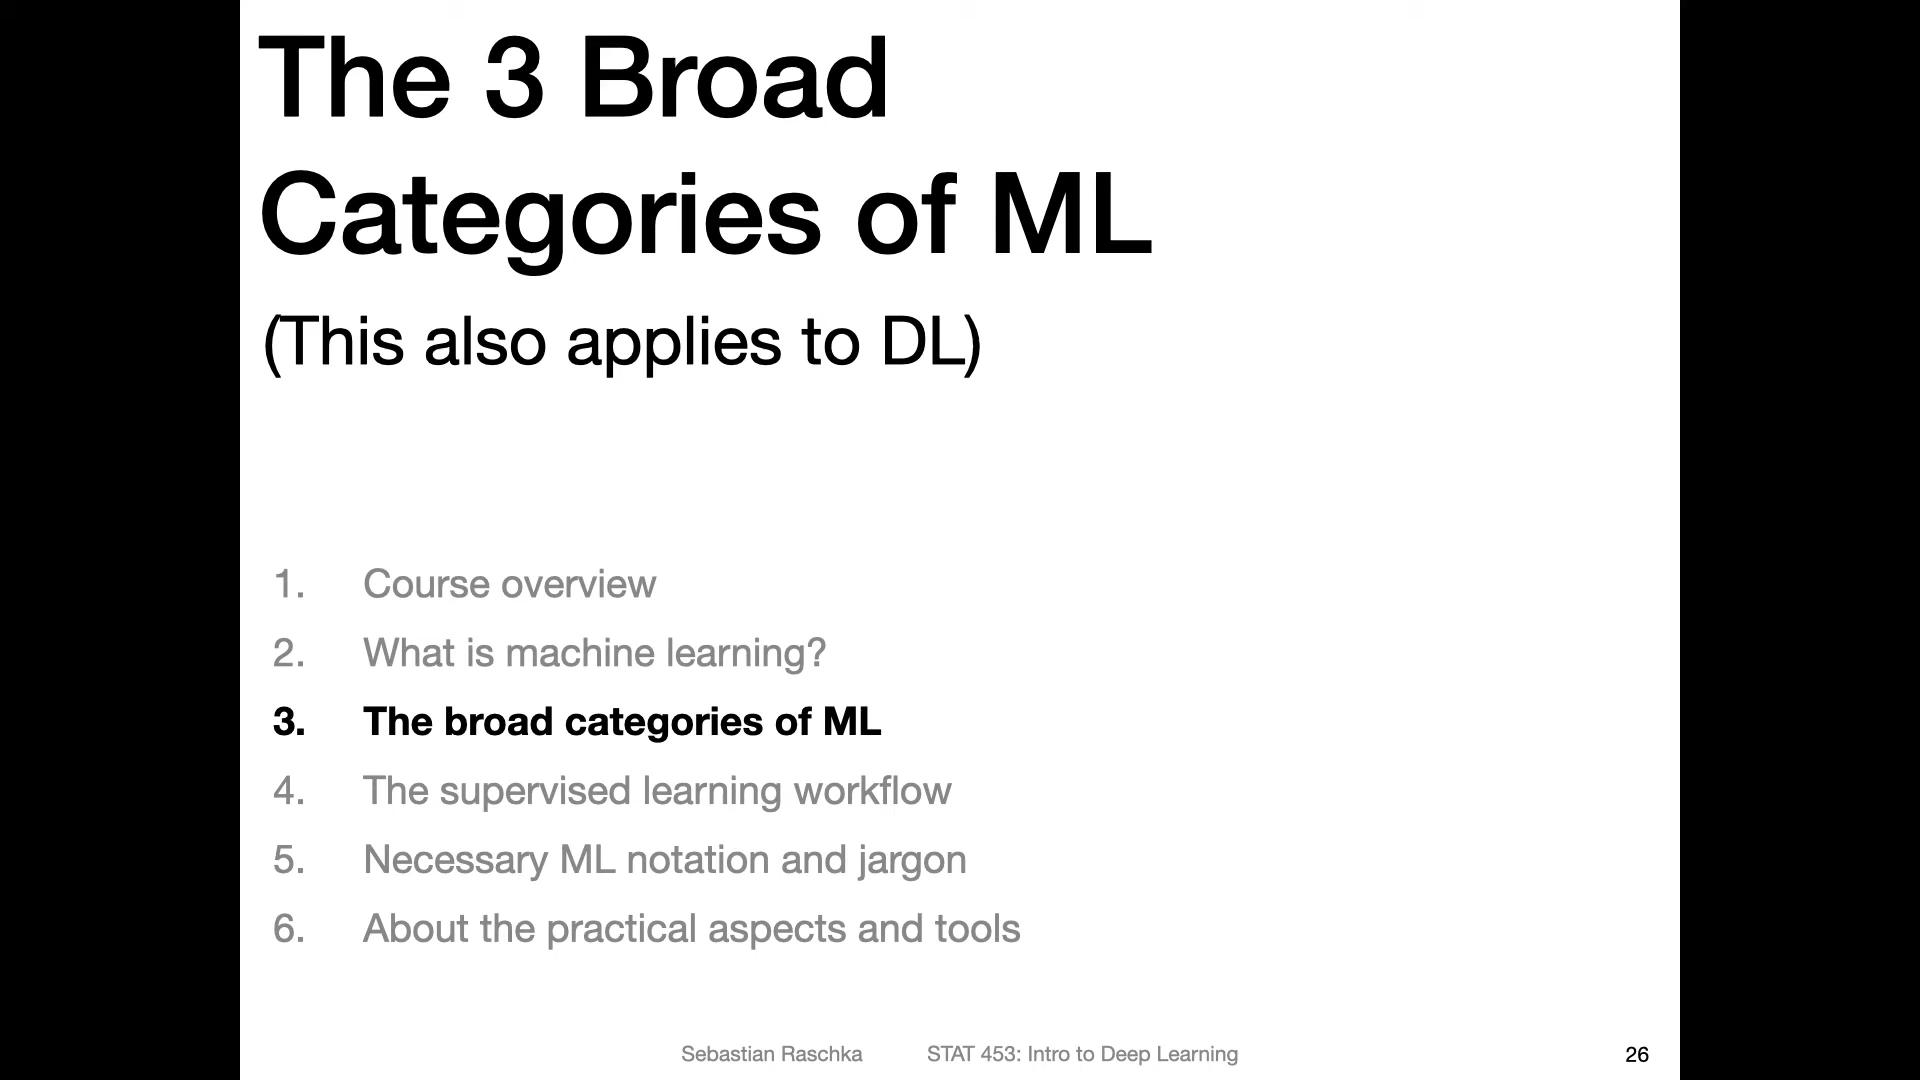 The 3 Broad
Categories of ML
(This also applies to DL)
1. Course overview
2. What is machine learning?
3. The broad categories of ML
4. The supervised learning workflow
5. Necessary ML notation and jargon
6. About the practical aspects and tools
Sebastian Raschka STAT 453: Intro to Deep Learning 26